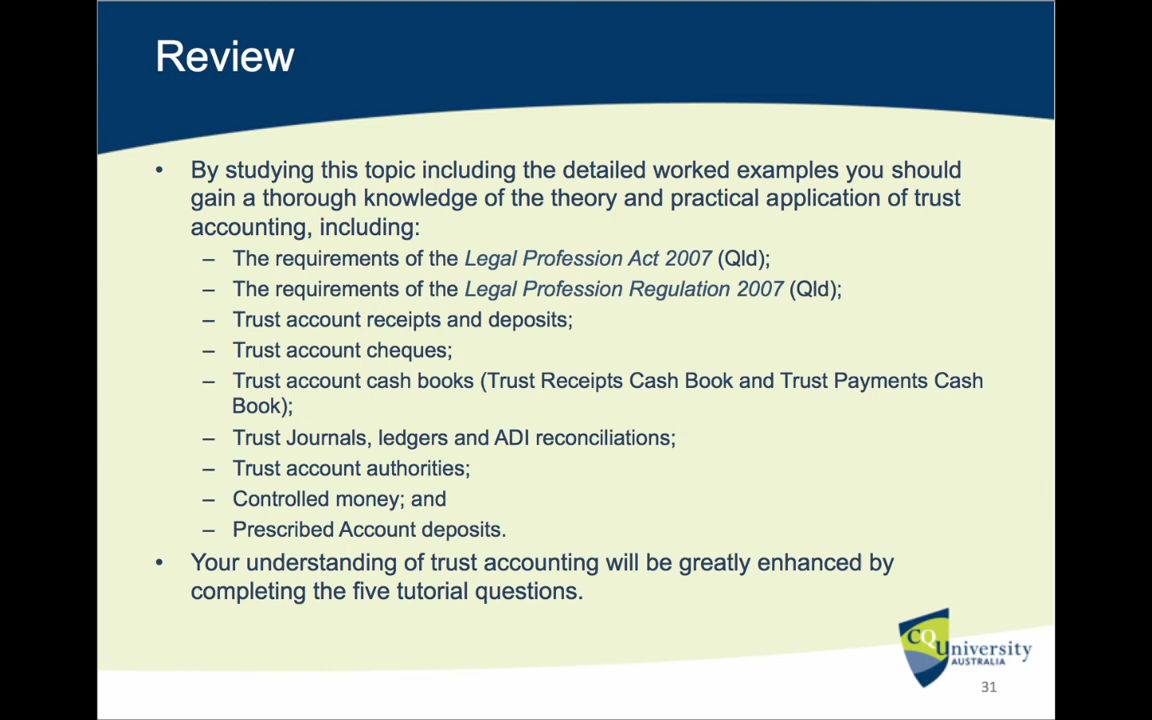 Review
• By studying this topic including the detailed worked examples you should
gain a thorough knowledge of the theory and practical application of trust
accounting, including:
– The requirements of the Legal Profession Act 2007 (Qld);
– The requirements of the Legal Profession Regulation 2007 (Qld);
– Trust account receipts and deposits;
– Trust account cheques;
– Trust account cash books (Trust Receipts Cash Book and Trust Payments Cash
Book);
– Trust Journals, ledgers and ADI reconciliations;
– Trust account authorities;
– Controlled money; and
– Prescribed Account deposits.
• Your understanding of trust accounting will be greatly enhanced by
completing the five tutorial questions.
CQUniversity
AUSTRALIA
31